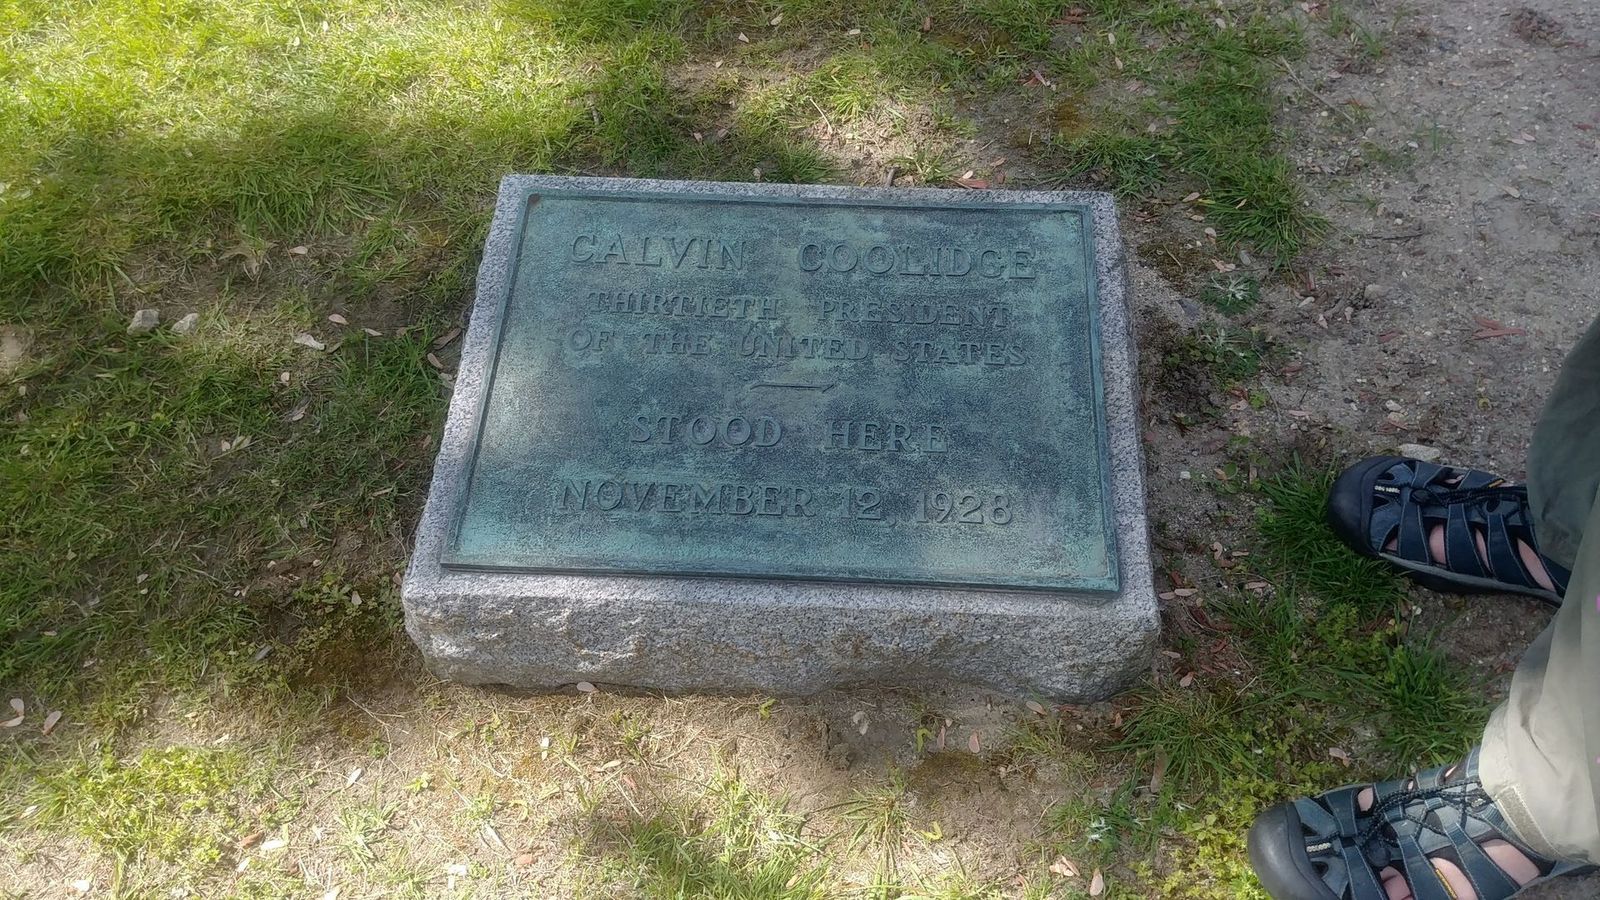 CALVIN COOLIDGE
THIRTIETH PRESIDENT
OF THE UNITED STATES
STOOD HERE
NOVEMBER 12, 1928